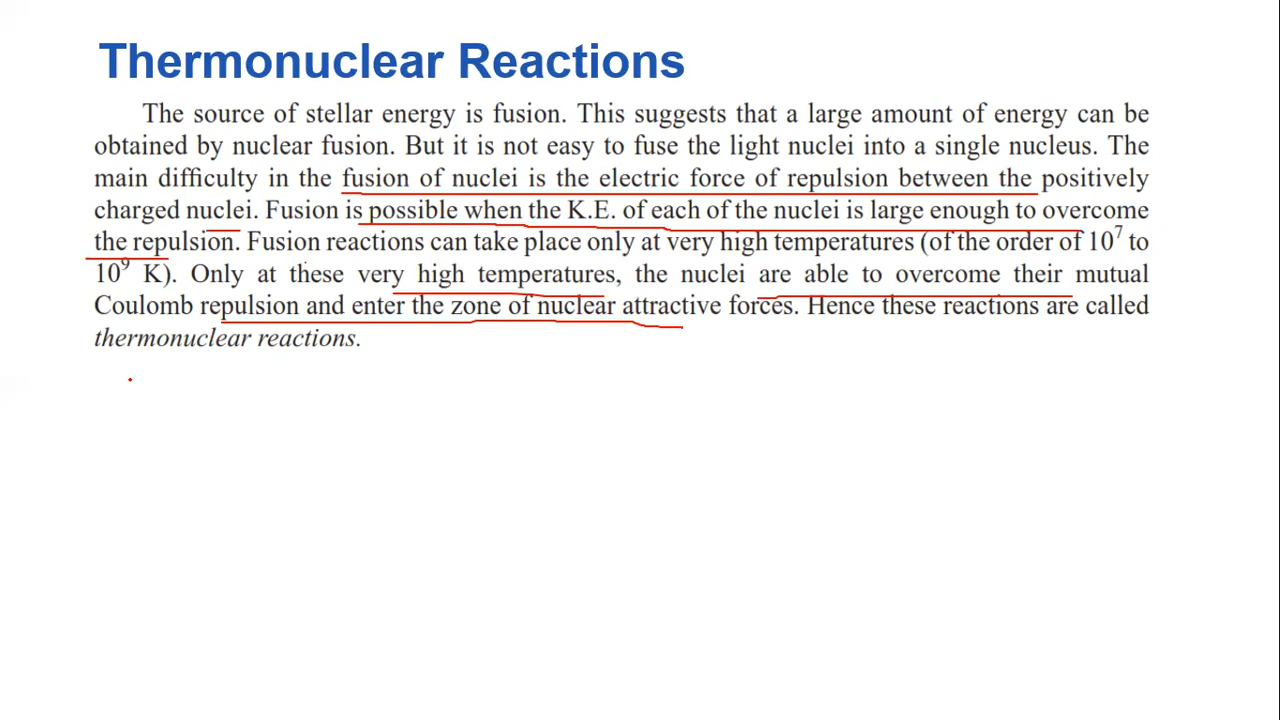 Thermonuclear Reactions
The source of stellar energy is fusion. This suggests that a large amount of energy can be
obtained by nuclear fusion. But it is not easy to fuse the light nuclei into a single nucleus. The
main difficulty in the fusion of nuclei is the electric force of repulsion between the positively
charged nuclei. Fusion is possible when the K.E. of each of the nuclei is large enough to overcome
the repulsion. Fusion reactions can take place only at very high temperatures (of the order of 10⁷ to
10⁹ K). Only at these very high temperatures, the nuclei are able to overcome their mutual
Coulomb repulsion and enter the zone of nuclear attractive forces. Hence these reactions are called
thermonuclear reactions.